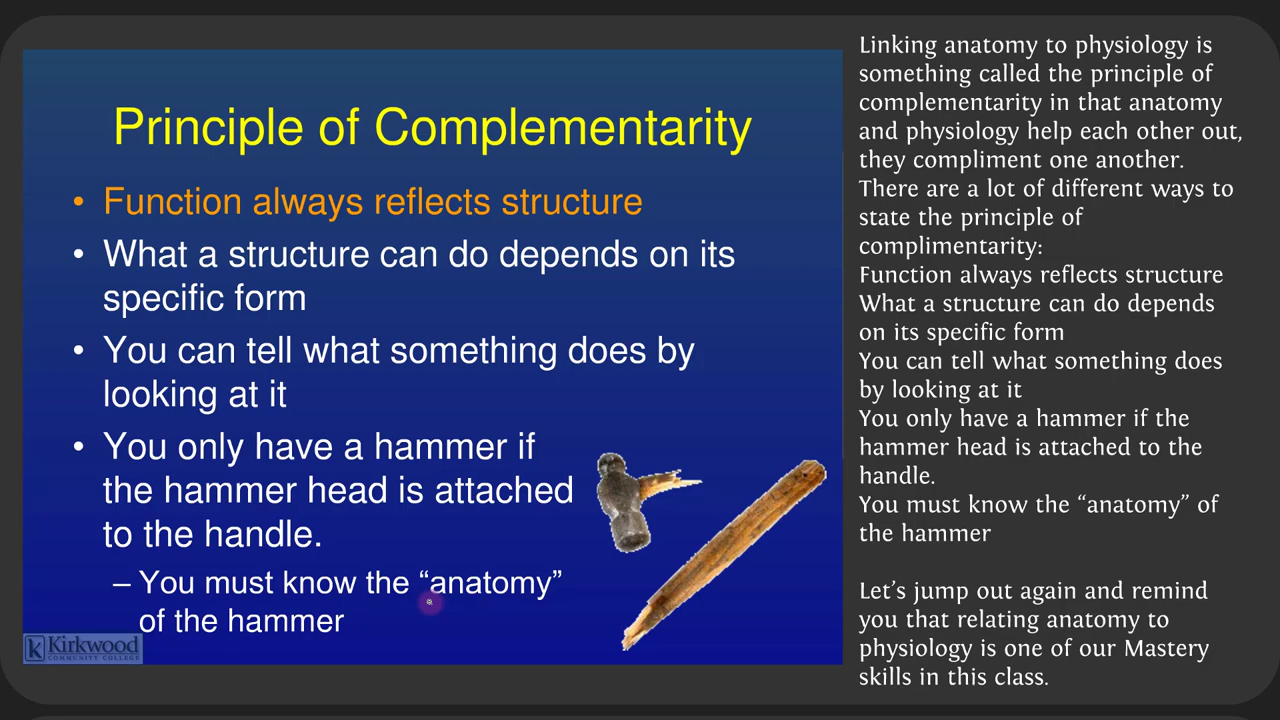 Principle of Complementarity
• Function always reflects structure
• What a structure can do depends on its
specific form
• You can tell what something does by
looking at it
• You only have a hammer if
the hammer head is attached
to the handle.
– You must know the “anatomy”
of the hammer
k Kirkwood
COMMUNITY COLLEGE
Linking anatomy to physiology is
something called the principle of
complementarity in that anatomy
and physiology help each other out,
they compliment one another.
There are a lot of different ways to
state the principle of
complimentarity:
Function always reflects structure
What a structure can do depends
on its specific form
You can tell what something does
by looking at it
You only have a hammer if the
hammer head is attached to the
handle.
You must know the “anatomy” of
the hammer
Let’s jump out again and remind
you that relating anatomy to
physiology is one of our Mastery
skills in this class.